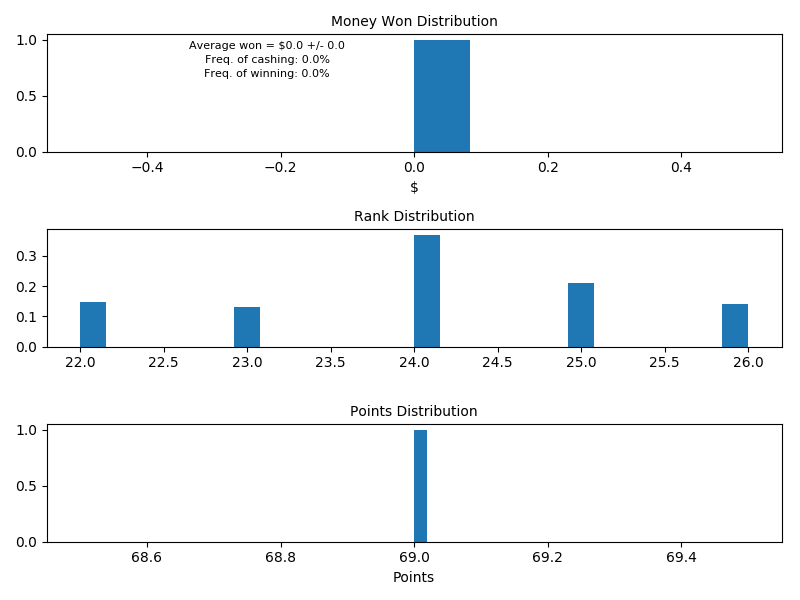 Money Won Distribution
1.0
0.5
0.0
Average won = $0.0 +/- 0.0
Freq. of cashing: 0.0%
Freq. of winning: 0.0%
−0.4 −0.2 0.0 0.2 0.4
$
Rank Distribution
0.3
0.2
0.1
0.0
22.0 22.5 23.0 23.5 24.0 24.5 25.0 25.5 26.0
Points Distribution
1.0
0.5
0.0
68.6 68.8 69.0 69.2 69.4
Points